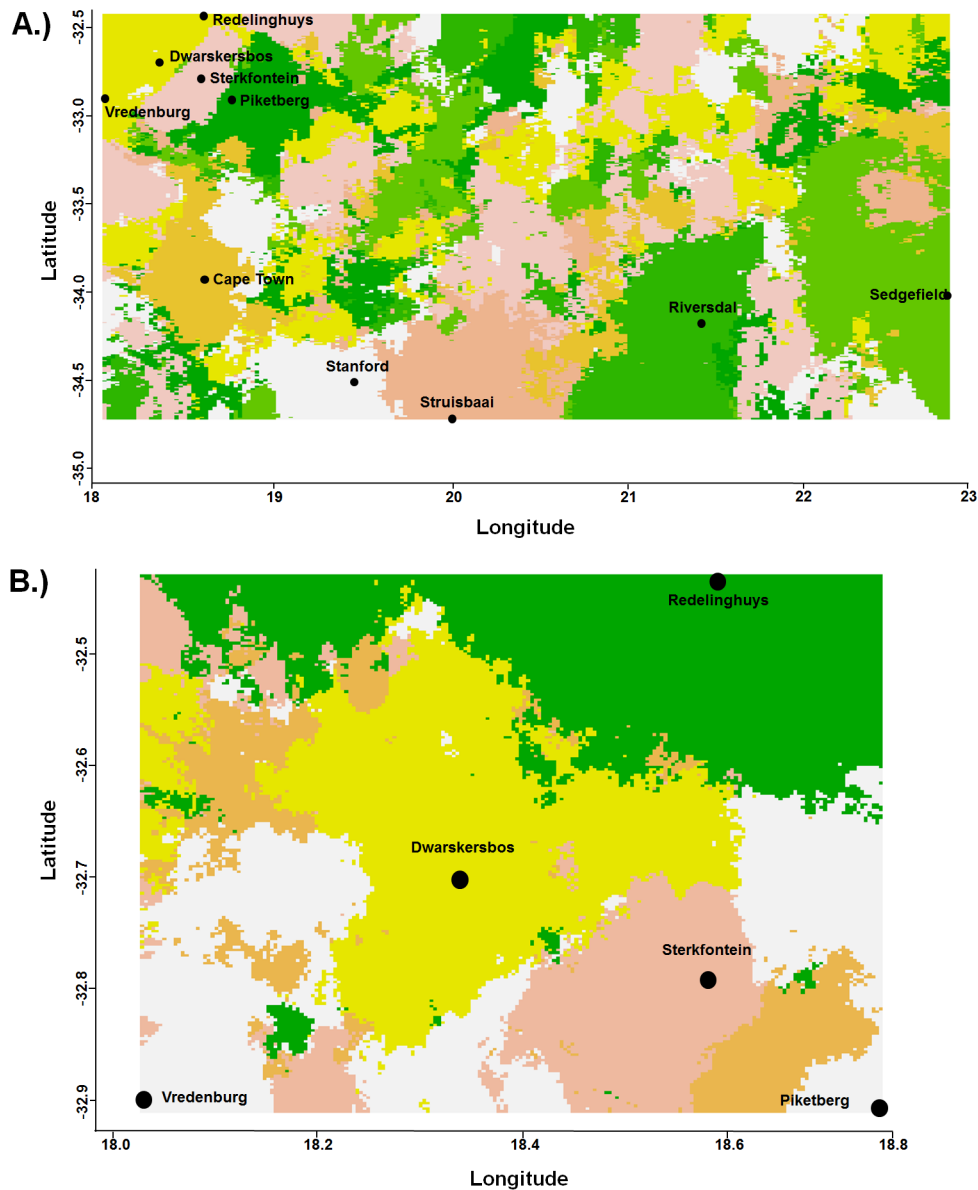 A.)
Latitude
-32.5
-33.0
-33.5
-34.0
-34.5
-35.0
Redelinghuys
Dwarskersbos
Sterkfontein
Piketberg
Vredenburg
Cape Town
Sedgefield
Riversdal
Stanford
Struisbaai
18
19
20
21
22
23
Longitude
B.)
Latitude
-32.5
-32.6
-32.7
-32.8
-32.9
Redelinghuys
Dwarskersbos
Sterkfontein
Vredenburg
Piketberg
18.0
18.2
18.4
18.6
18.8
Longitude